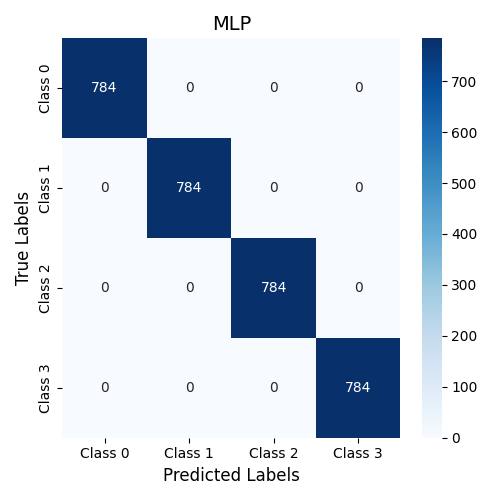 MLP
Class 0 784 0 0 0
Class 1 0 784 0 0
Class 2 0 0 784 0
Class 3 0 0 0 784
True Labels
Class 0 Class 1 Class 2 Class 3
Predicted Labels
700
600
500
400
300
200
100
0